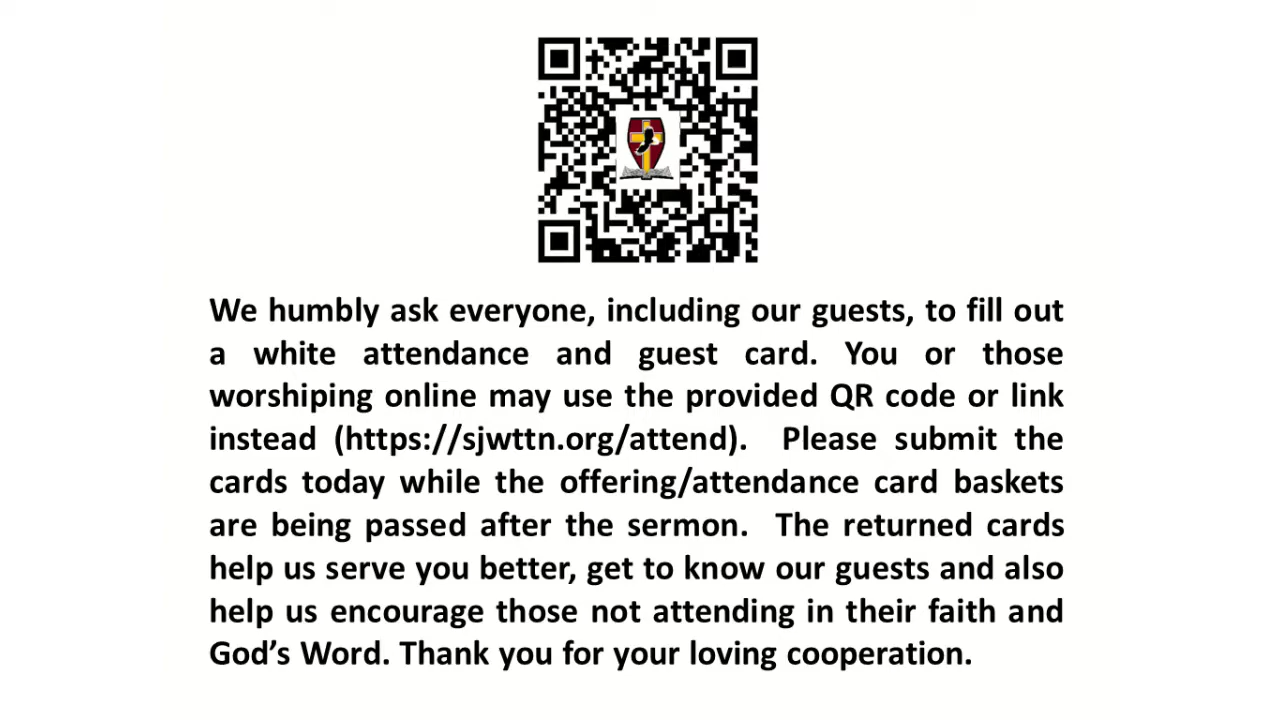 We humbly ask everyone, including our guests, to fill out
a white attendance and guest card. You or those
worshiping online may use the provided QR code or link
instead (https://sjwttn.org/attend). Please submit the
cards today while the offering/attendance card baskets
are being passed after the sermon. The returned cards
help us serve you better, get to know our guests and also
help us encourage those not attending in their faith and
God’s Word. Thank you for your loving cooperation.